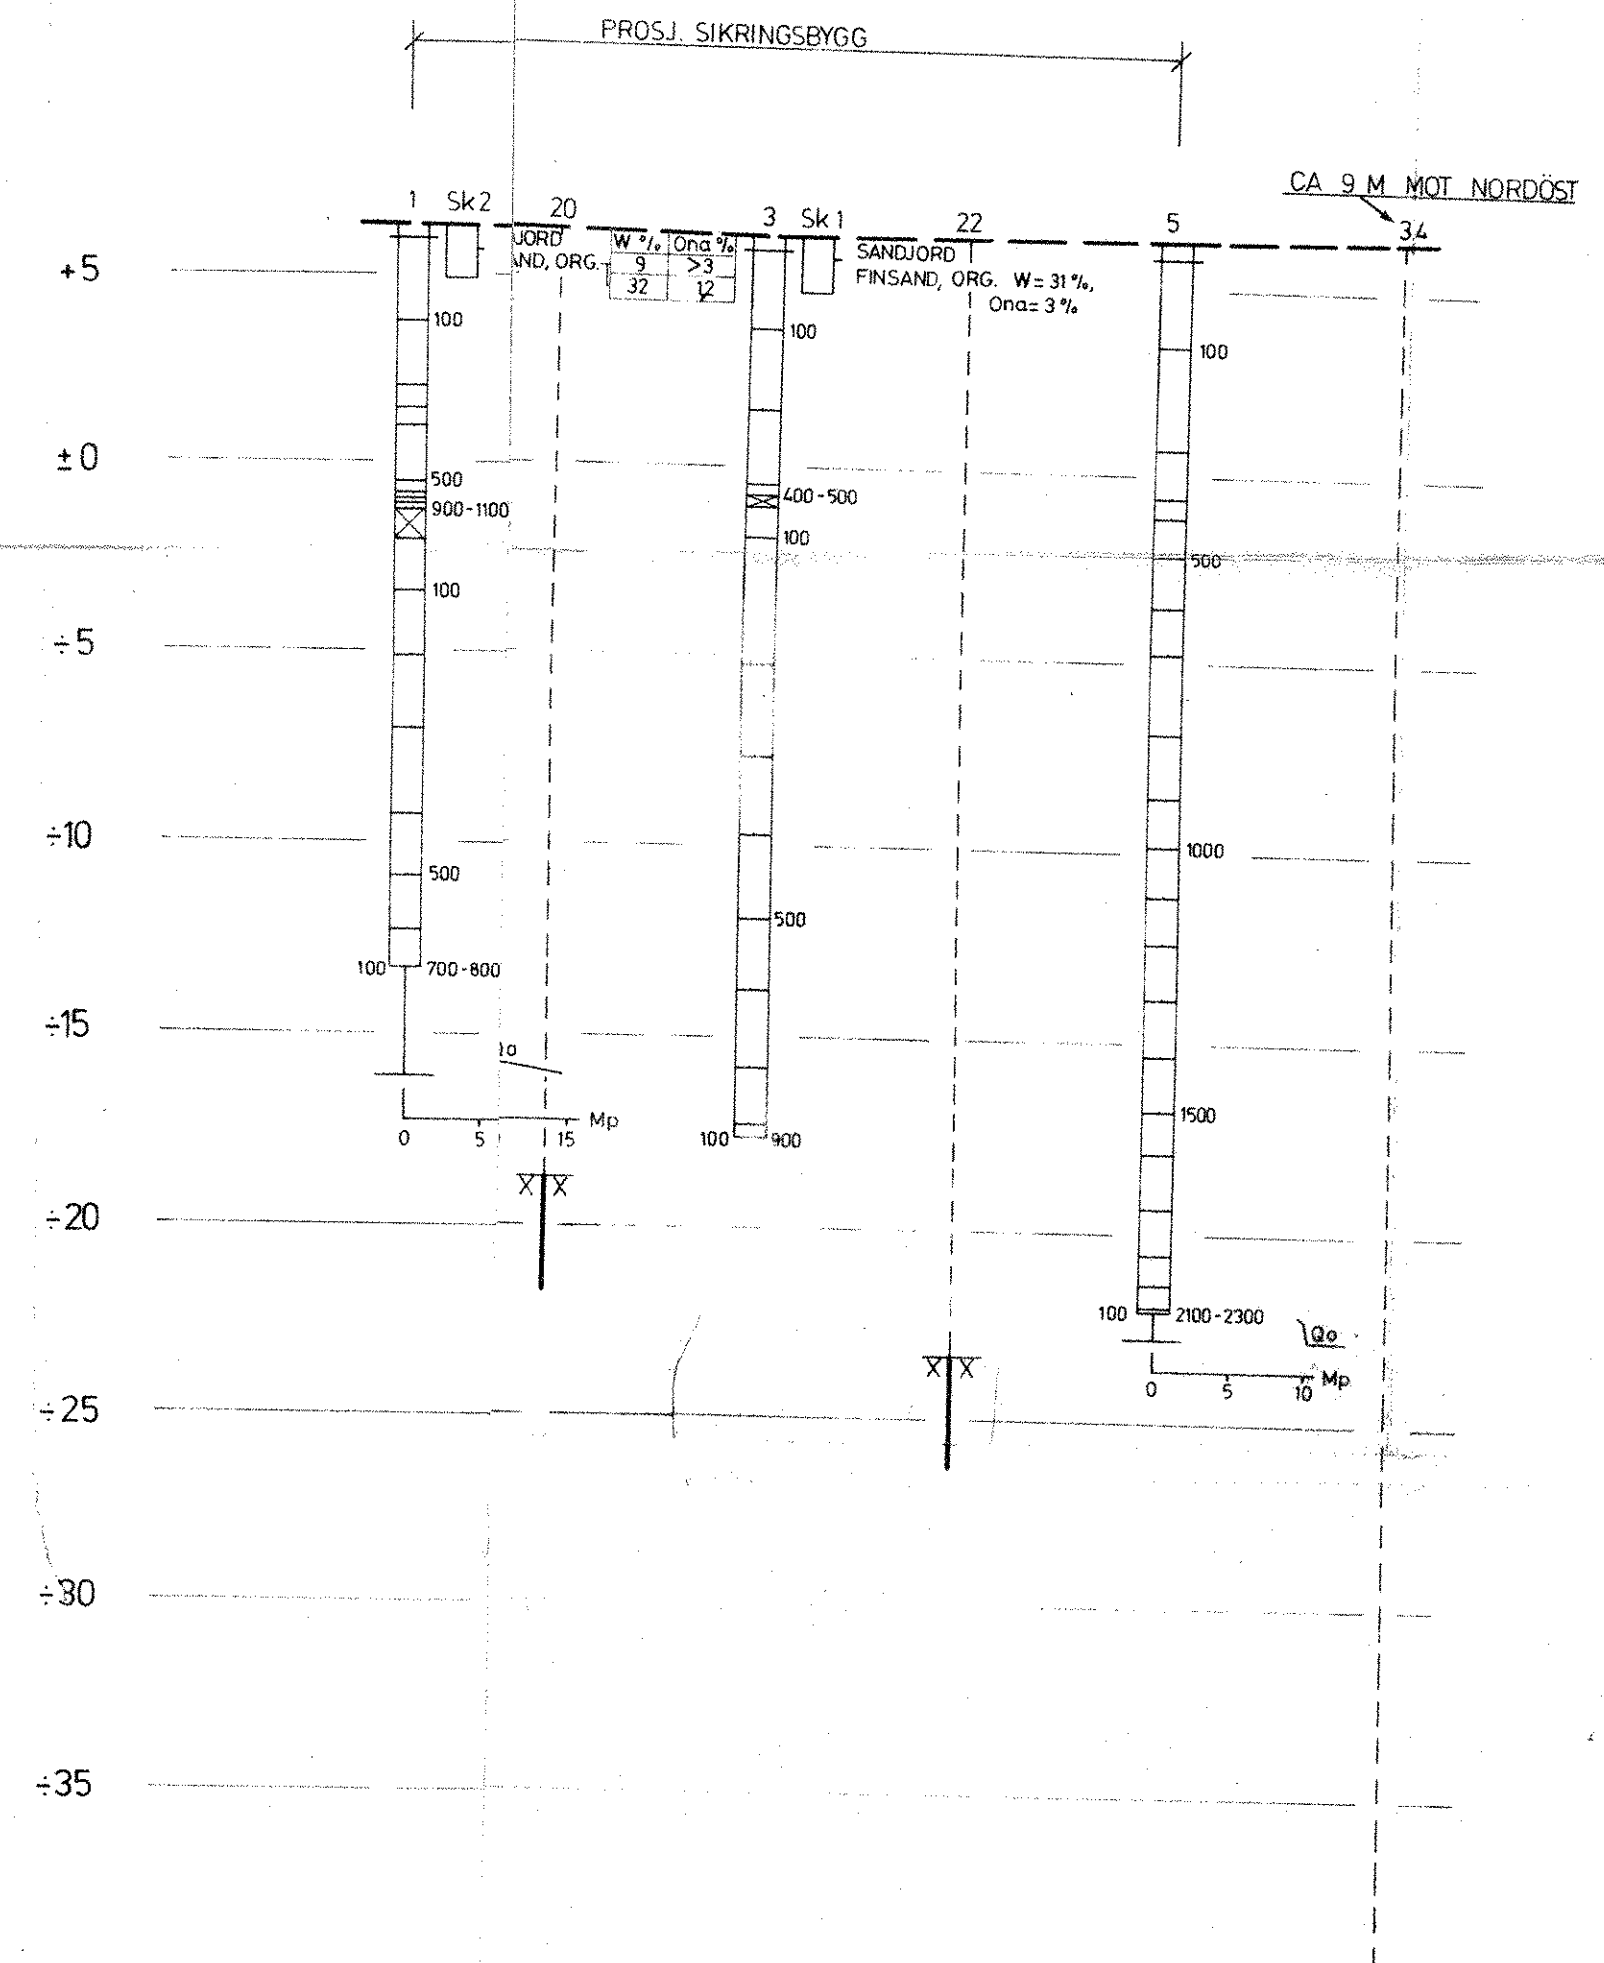 PROSJ. SIKRINGSBYGG
CA 9 M MOT NORDÖST
1 Sk 2 20 3 Sk 1 22 5 34
JORD
ND, ORG.
W % Ona %
9 >3
32 12
SANDJORD
FINSAND, ORG. W = 31 %,
Ona = 3 %
+5
100
100
100
± 0
500
900-1100
400-500
100
500
100
÷5
÷10
1000
500
500
100 700-800
÷15
1500
Mp
0 5 15
100 900
÷20
100 2100-2300
Qo
Mp
0 5 10
÷25
÷30
÷35